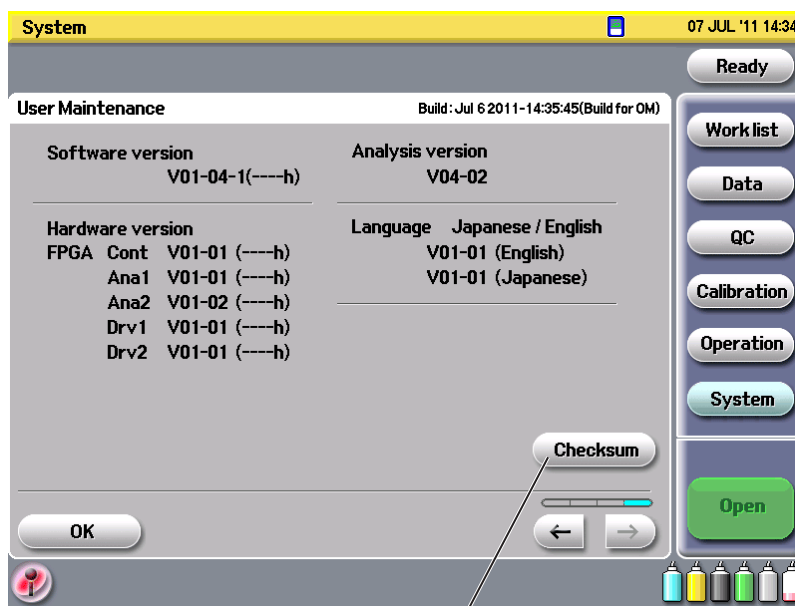 System
07 JUL '11 14:34
Ready
User Maintenance
Build : Jul 6 2011-14:35:45(Build for OM)
Software version
V01-04-1(----h)
Analysis version
V04-02
Hardware version
FPGA Cont V01-01 (----h)
Ana1 V01-01 (----h)
Ana2 V01-02 (----h)
Drv1 V01-01 (----h)
Drv2 V01-01 (----h)
Language Japanese / English
V01-01 (English)
V01-01 (Japanese)
Checksum
OK
← →
Work list
Data
QC
Calibration
Operation
System
Open